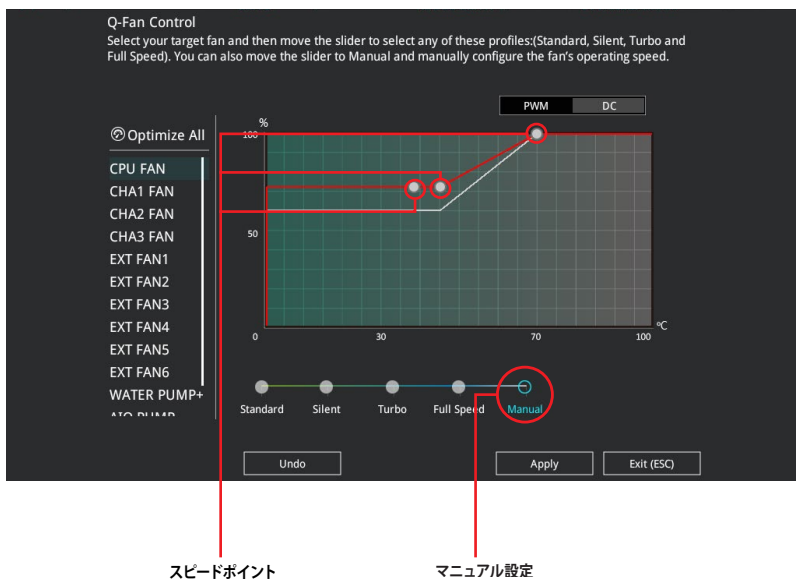 Q-Fan Control
Select your target fan and then move the slider to select any of these profiles:(Standard, Silent, Turbo and
Full Speed). You can also move the slider to Manual and manually configure the fan's operating speed.
PWM DC
Optimize All
CPU FAN
CHA1 FAN
CHA2 FAN
CHA3 FAN
EXT FAN1
EXT FAN2
EXT FAN3
EXT FAN4
EXT FAN5
EXT FAN6
WATER PUMP+
AIO PUMP
%
100
50
0 30 70 100 ºC
Standard Silent Turbo Full Speed Manual
Undo Apply Exit (ESC)
スピードポイント マニュアル設定